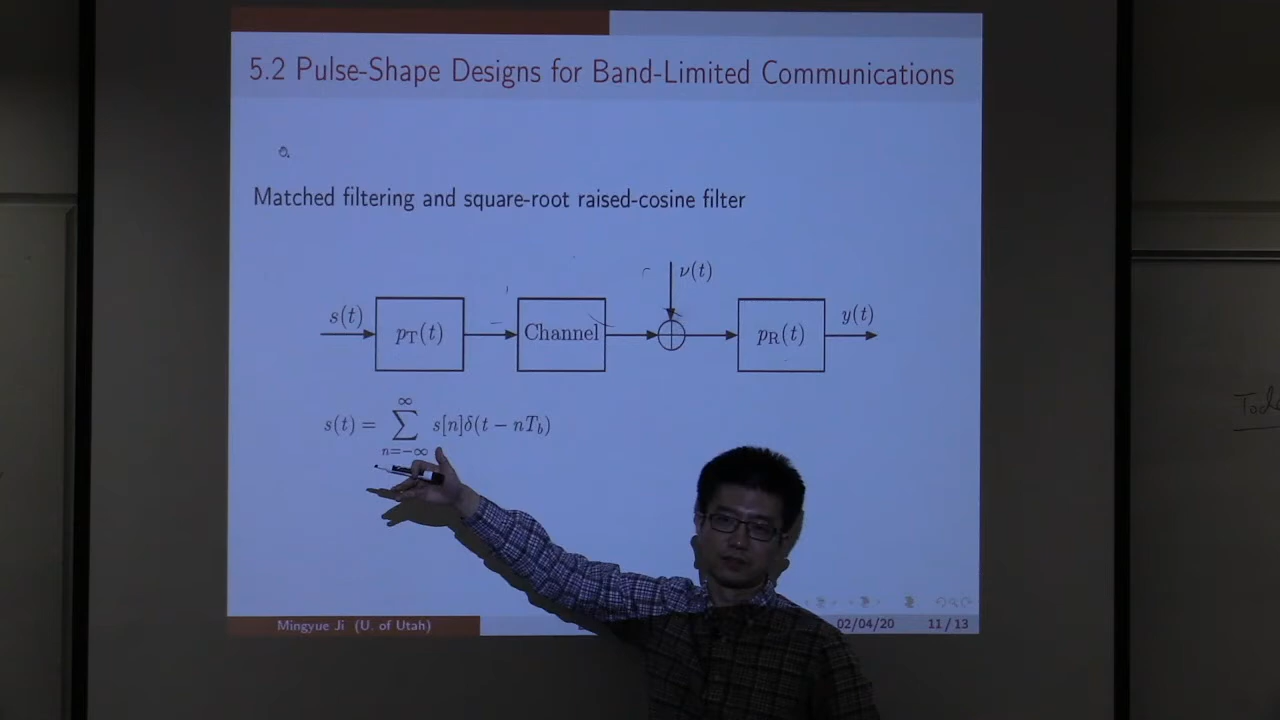 5.2 Pulse-Shape Designs for Band-Limited Communications
Matched filtering and square-root raised-cosine filter
ν(t)
s(t) p_T(t) Channel p_R(t) y(t)
s(t) = ∑_{n=−∞}^{∞} s[n]δ(t − nT_b)
Mingyue Ji (U. of Utah) 02/04/20 11 / 13